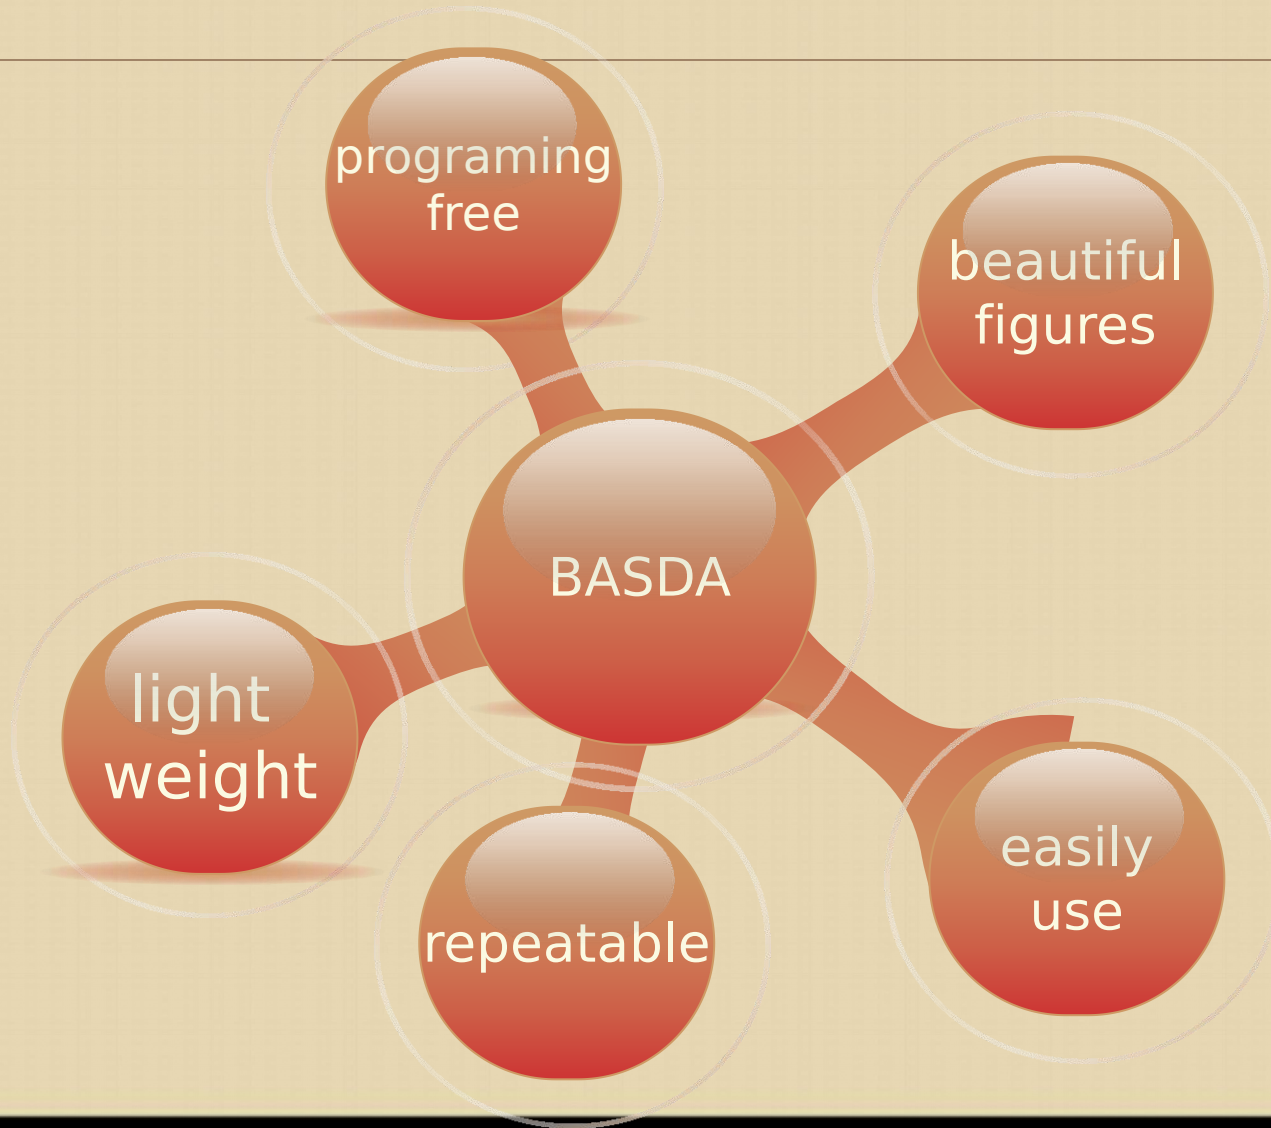 programing
free
beautiful
figures
BASDA
light
weight
easily
use
repeatable